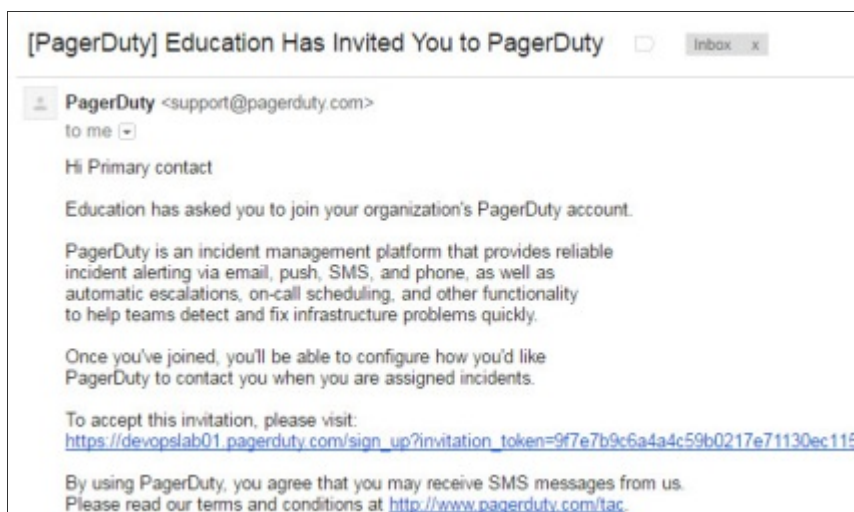 [PagerDuty] Education Has Invited You to PagerDuty Inbox x
PagerDuty <support@pagerduty.com>
to me
Hi Primary contact
Education has asked you to join your organization's PagerDuty account.
PagerDuty is an incident management platform that provides reliable
incident alerting via email, push, SMS, and phone, as well as
automatic escalations, on-call scheduling, and other functionality
to help teams detect and fix infrastructure problems quickly.
Once you've joined, you'll be able to configure how you'd like
PagerDuty to contact you when you are assigned incidents.
To accept this invitation, please visit:
https://devopslab01.pagerduty.com/sign_up?invitation_token=9f7e7b9c6a4a4c59b0217e71130ec115
By using PagerDuty, you agree that you may receive SMS messages from us.
Please read our terms and conditions at http://www.pagerduty.com/tac.